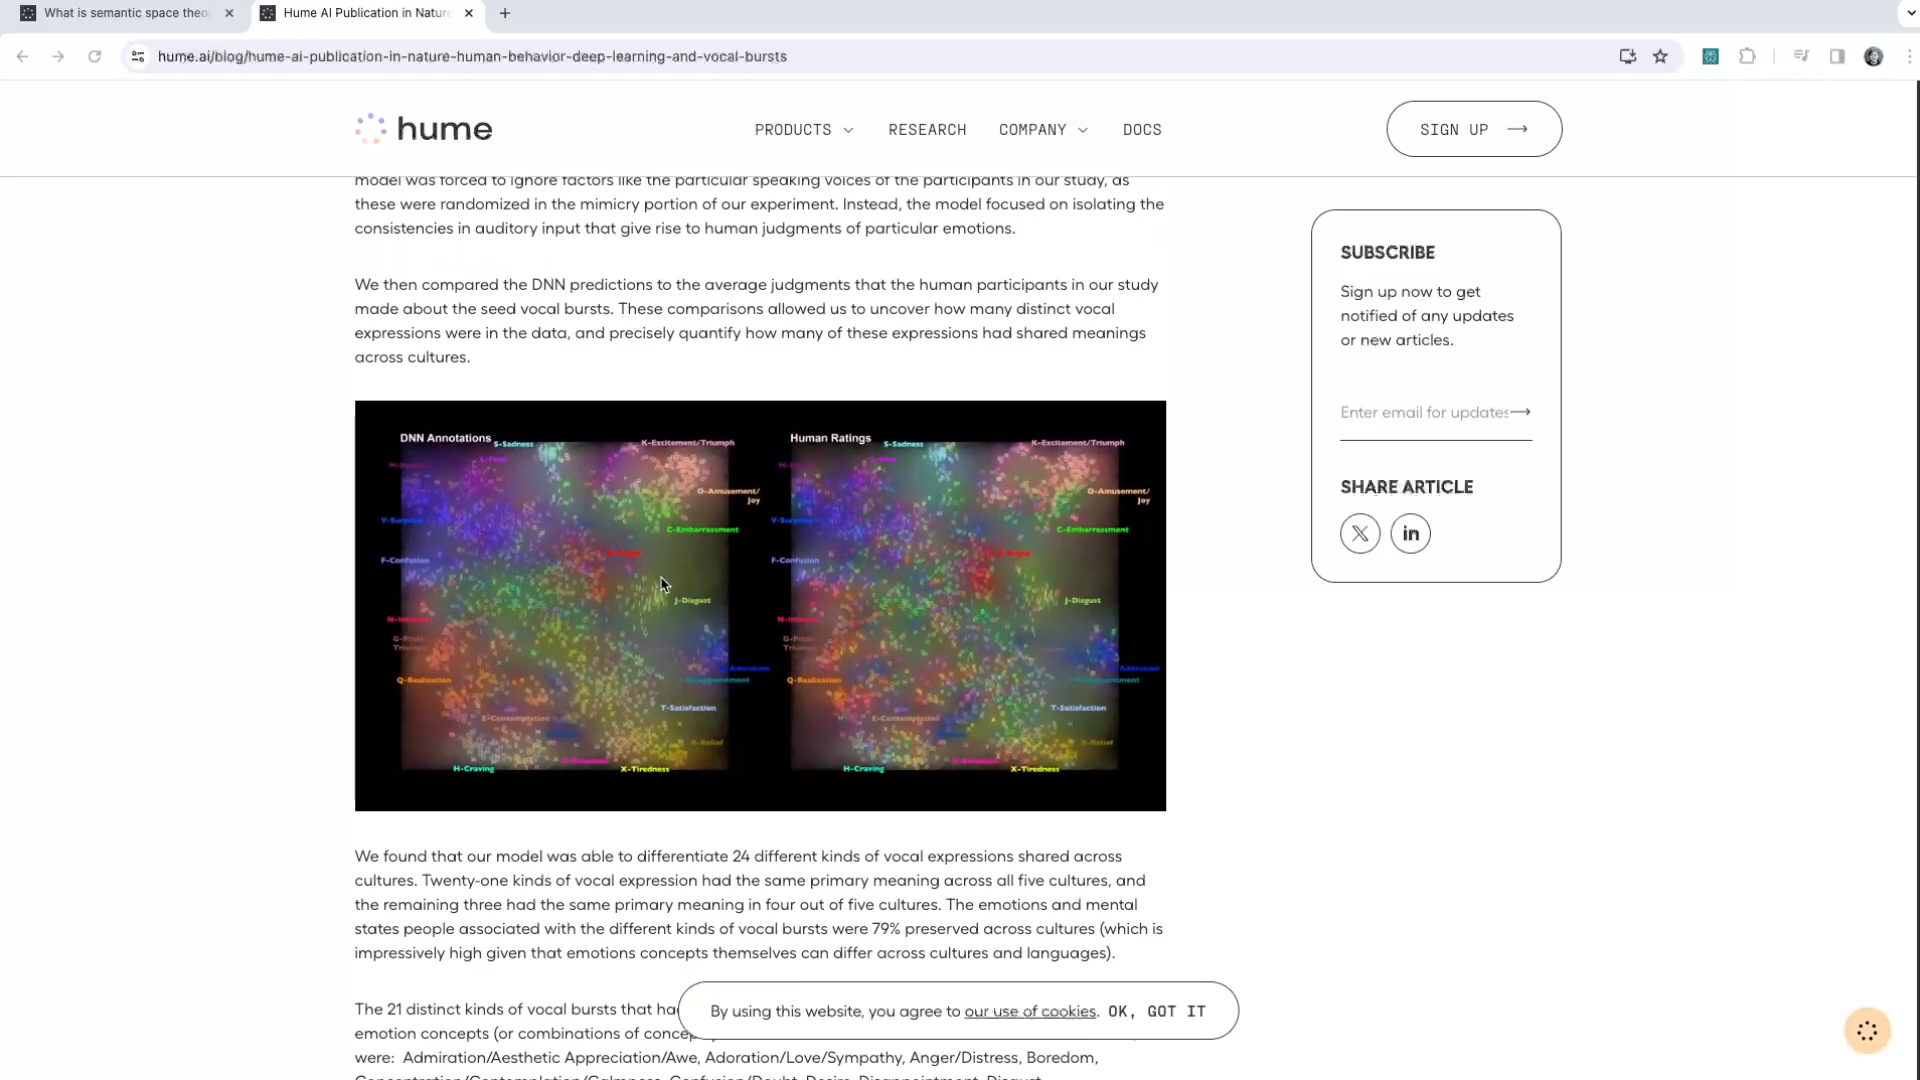 What is semantic space theo
Hume AI Publication in Nature
hume.ai/blog/hume-ai-publication-in-nature-human-behavior-deep-learning-and-vocal-bursts
hume
PRODUCTS
RESEARCH
COMPANY
DOCS
SIGN UP
model was forced to ignore factors like the particular speaking voices of the participants in our study, as
these were randomized in the mimicry portion of our experiment. Instead, the model focused on isolating the
consistencies in auditory input that give rise to human judgments of particular emotions.
We then compared the DNN predictions to the average judgments that the human participants in our study
made about the seed vocal bursts. These comparisons allowed us to uncover how many distinct vocal
expressions were in the data, and precisely quantify how many of these expressions had shared meanings
across cultures.
DNN Annotations
S-Sadness
K-Excitement/Triumph
O-Amusement/
Joy
Y-Surprise
C-Embarrassment
F-Confusion
J-Disgust
Q-Realization
T-Satisfaction
E-Contemplation
H-Craving
X-Tiredness
Human Ratings
S-Sadness
K-Excitement/Triumph
O-Amusement/
Joy
Y-Surprise
C-Embarrassment
F-Confusion
J-Disgust
Q-Realization
T-Satisfaction
E-Contemplation
H-Craving
X-Tiredness
We found that our model was able to differentiate 24 different kinds of vocal expressions shared across
cultures. Twenty-one kinds of vocal expression had the same primary meaning across all five cultures, and
the remaining three had the same primary meaning in four out of five cultures. The emotions and mental
states people associated with the different kinds of vocal bursts were 79% preserved across cultures (which is
impressively high given that emotions concepts themselves can differ across cultures and languages).
The 21 distinct kinds of vocal bursts that ha
emotion concepts (or combinations of conce
were: Admiration/Aesthetic Appreciation/Awe, Adoration/Love/Sympathy, Anger/Distress, Boredom,
Concentration/Contemplation/Calmness, Confusion/Doubt, Desire, Disappointment, Disgust
SUBSCRIBE
Sign up now to get
notified of any updates
or new articles.
Enter email for updates
SHARE ARTICLE
By using this website, you agree to our use of cookies. OK, GOT IT